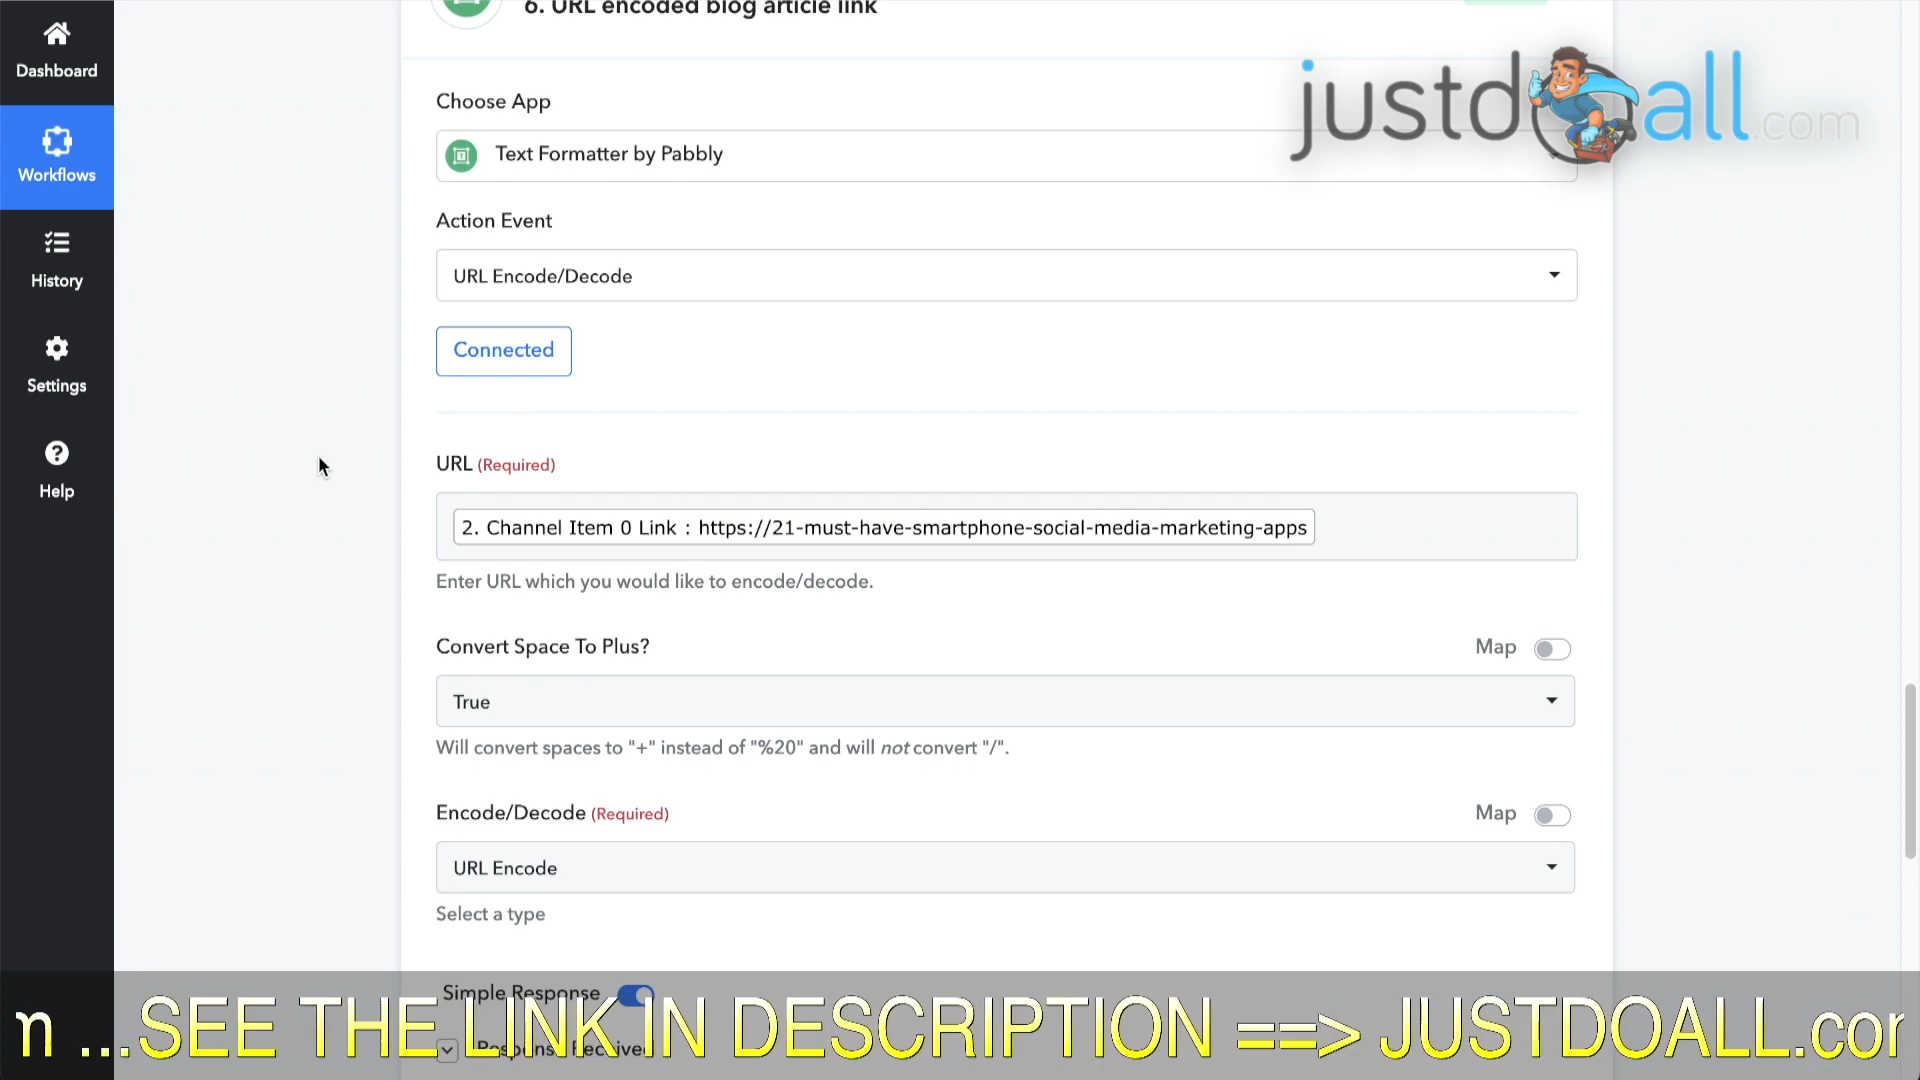 6. URL encoded blog article link
Dashboard
justdoall.com
Choose App
Text Formatter by Pabbly
Workflows
Action Event
URL Encode/Decode
History
Connected
Settings
URL (Required)
Help
2. Channel Item 0 Link : https://21-must-have-smartphone-social-media-marketing-apps
Enter URL which you would like to encode/decode.
Convert Space To Plus?
Map
True
Will convert spaces to "+" instead of "%20" and will not convert "/".
Encode/Decode (Required)
Map
URL Encode
Select a type
Simple Response
n ...SEE THE LINK IN DESCRIPTION ==> JUSTDOALL.cor
Response Received